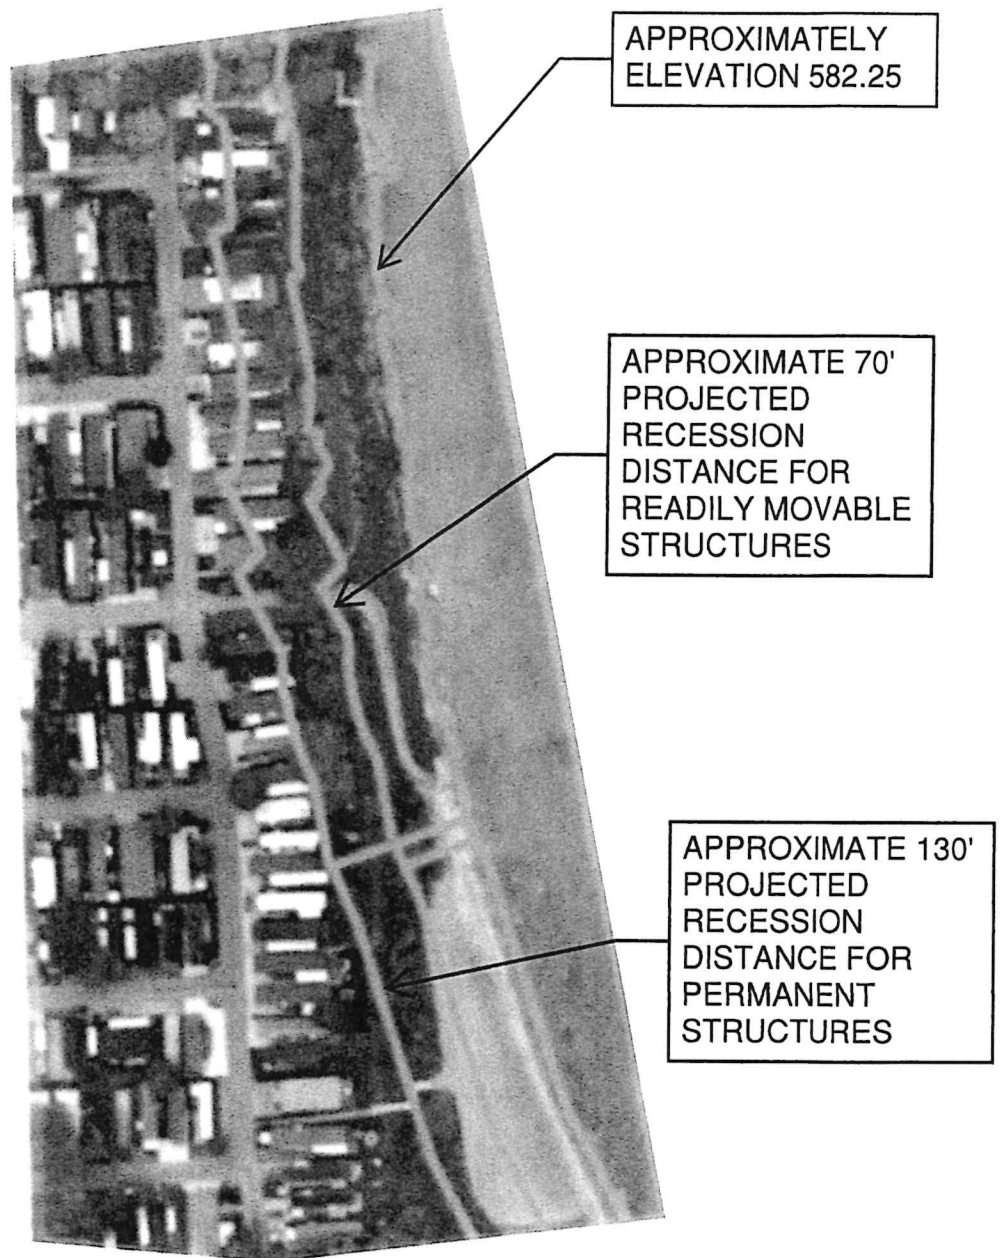 APPROXIMATELY
ELEVATION 582.25
APPROXIMATE 70'
PROJECTED
RECESSION
DISTANCE FOR
READILY MOVABLE
STRUCTURES
APPROXIMATE 130'
PROJECTED
RECESSION
DISTANCE FOR
PERMANENT
STRUCTURES